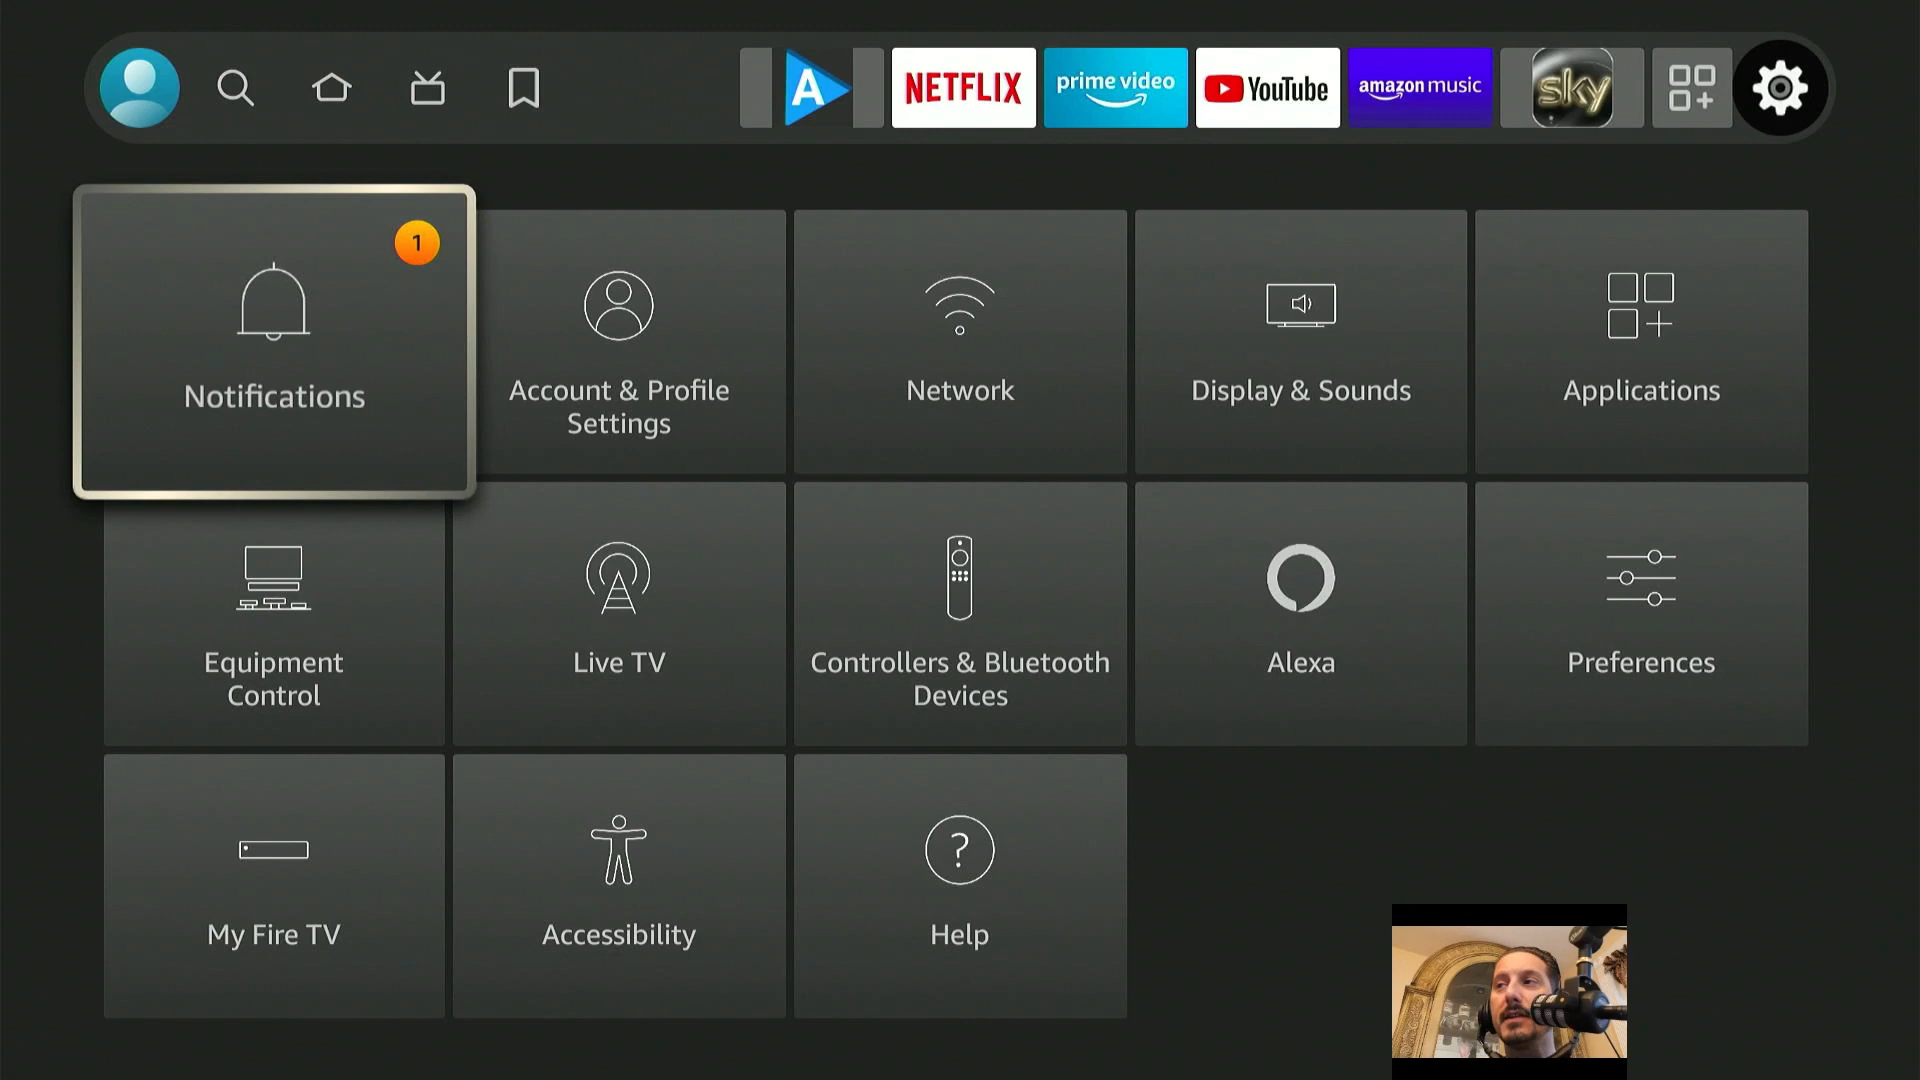 A
NETFLIX
prime video
YouTube
amazon music
sky
1
Notifications
Account & Profile
Settings
Network
Display & Sounds
Applications
Equipment
Control
Live TV
Controllers & Bluetooth
Devices
Alexa
Preferences
My Fire TV
Accessibility
?
Help